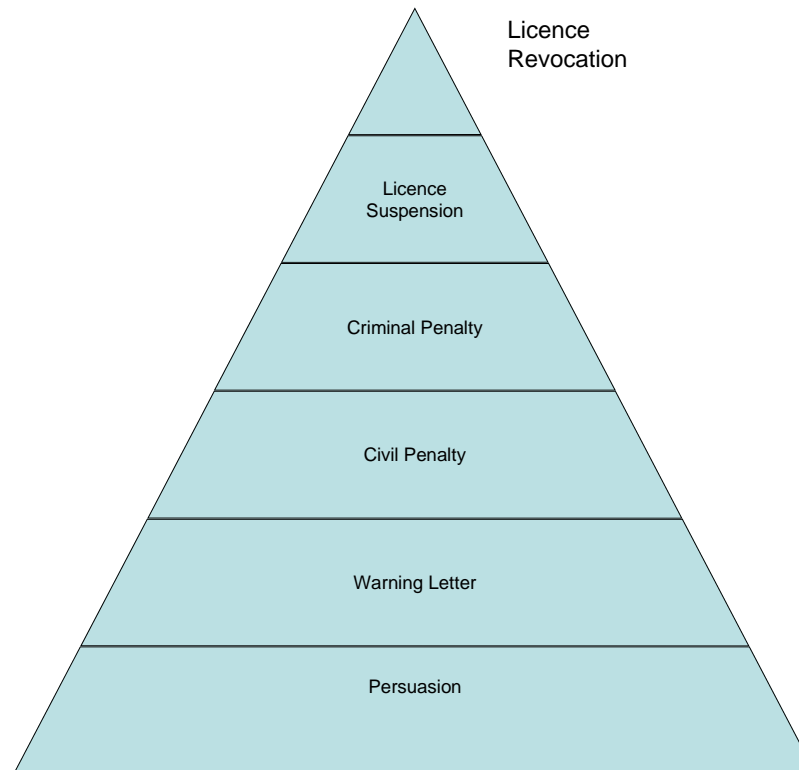 Licence
Revocation
Licence
Suspension
Criminal Penalty
Civil Penalty
Warning Letter
Persuasion